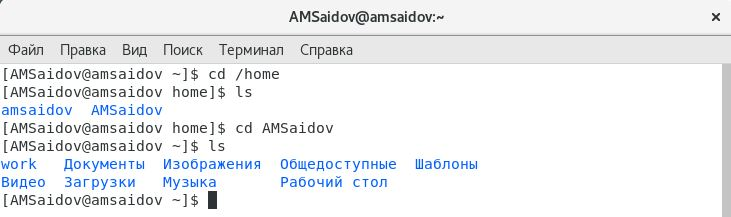 AMSaidov@amsaidov:~ ×
Файл Правка Вид Поиск Терминал Справка
[AMSaidov@amsaidov ~]$ cd /home
[AMSaidov@amsaidov home]$ ls
amsaidov  AMSaidov
[AMSaidov@amsaidov home]$ cd AMSaidov
[AMSaidov@amsaidov ~]$ ls
work   Документы  Изображения  Общедоступные  Шаблоны
Видео  Загрузки   Музыка       Рабочий стол
[AMSaidov@amsaidov ~]$